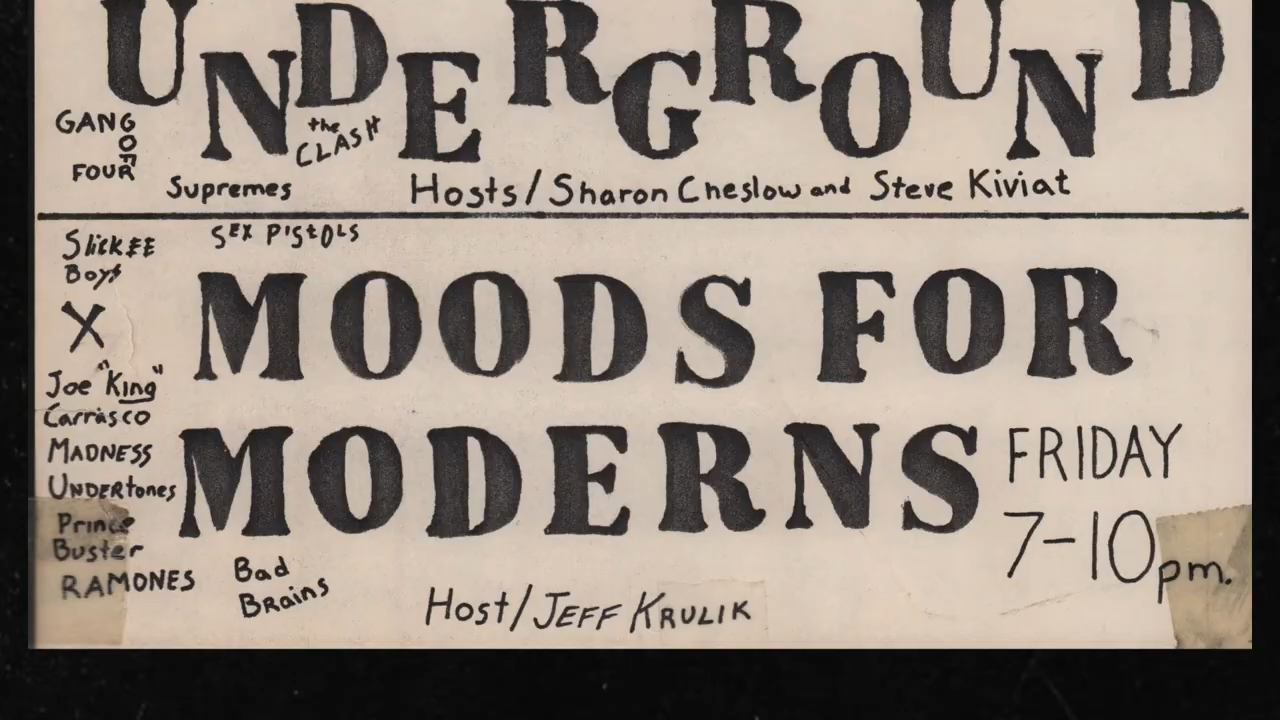 UNDERGROUND
GANG OF FOUR
the CLASH
Supremes
Hosts/Sharon Cheslow and Steve Kiviat
SlickEE Boys
SEX PIStOLS
X
MOODS FOR
Joe "King" Carrasco
MADNESS
UNDERtones
MODERNS
FRIDAY
7-10pm.
Prince Buster
RAMONES
Bad Brains
Host/JEFF KRULIK